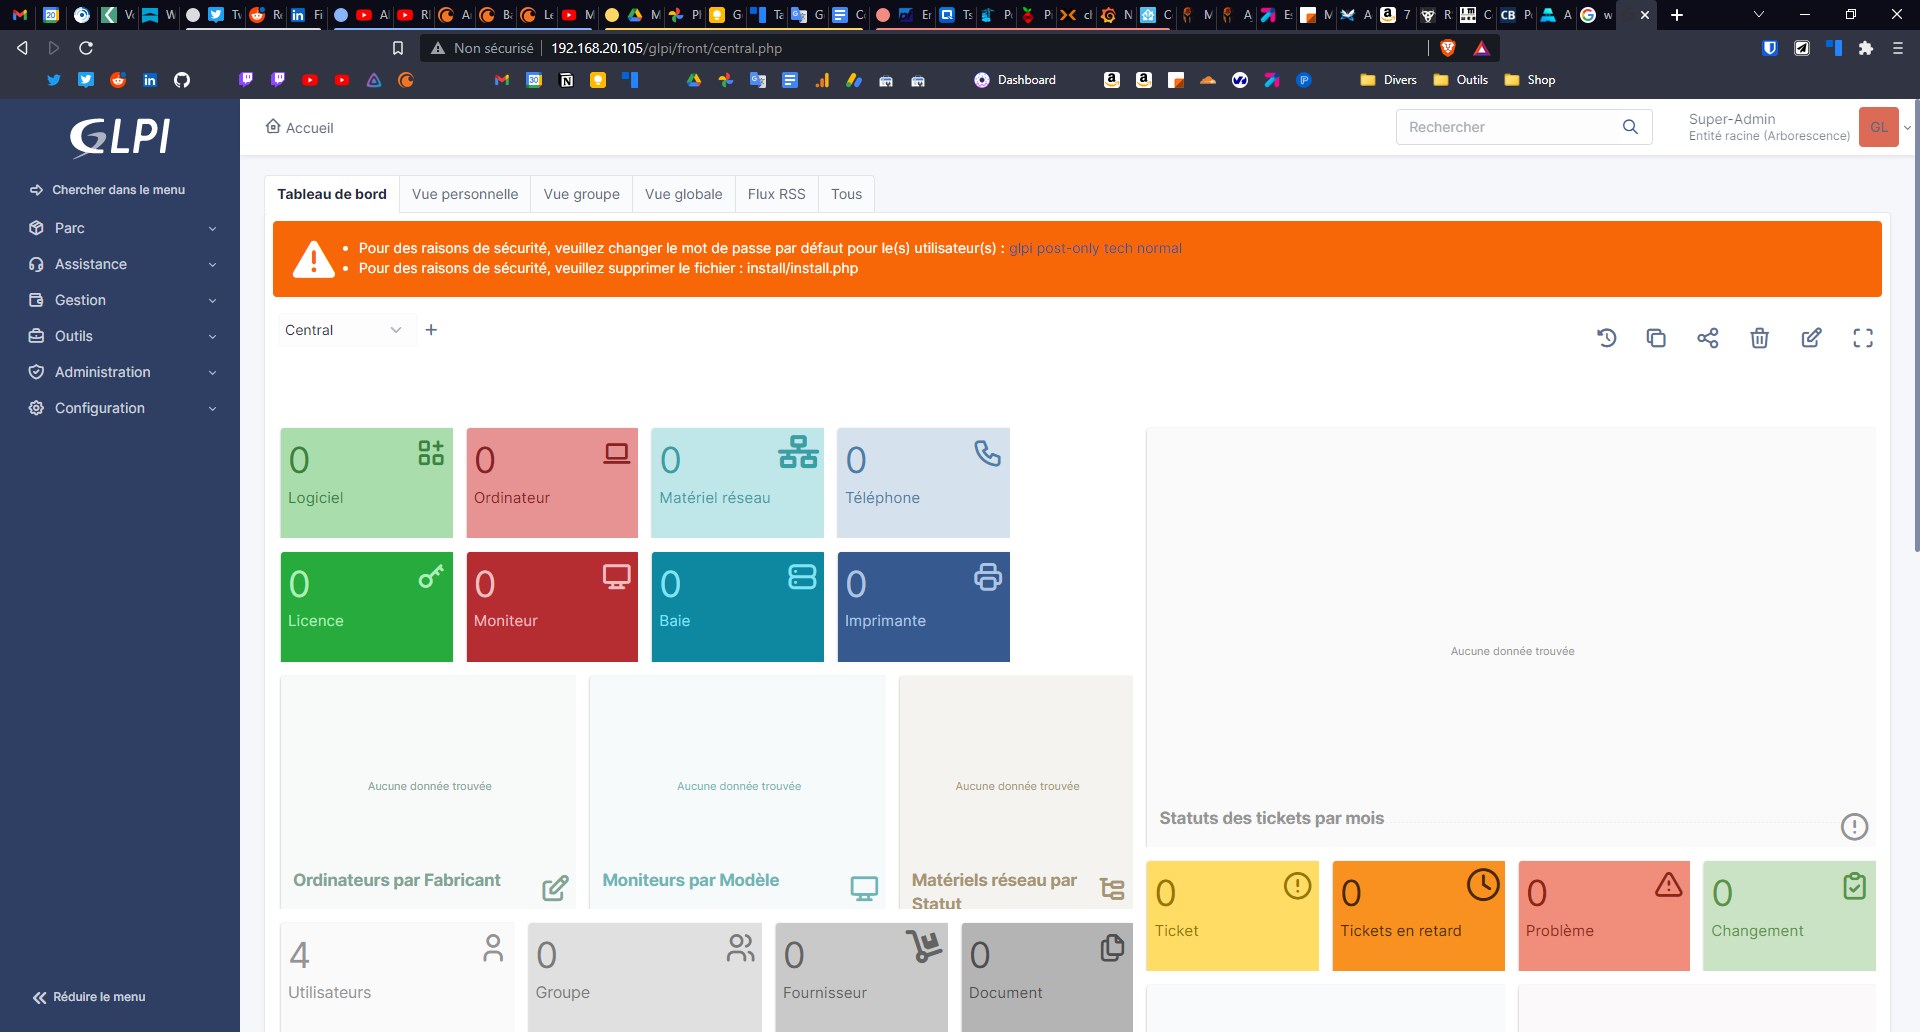 Non sécurisé
192.168.20.105/glpi/front/central.php
Dashboard
Divers
Outils
Shop
GLPI
Accueil
Rechercher
Super-Admin
Entité racine (Arborescence)
GL
Chercher dans le menu
Parc
Assistance
Gestion
Outils
Administration
Configuration
Réduire le menu
Tableau de bord
Vue personnelle
Vue groupe
Vue globale
Flux RSS
Tous
Pour des raisons de sécurité, veuillez changer le mot de passe par défaut pour le(s) utilisateur(s) : glpi post-only tech normal
Pour des raisons de sécurité, veuillez supprimer le fichier : install/install.php
Central
0
Logiciel
0
Ordinateur
0
Matériel réseau
0
Téléphone
0
Licence
0
Moniteur
0
Baie
0
Imprimante
Aucune donnée trouvée
Statuts des tickets par mois
Aucune donnée trouvée
Ordinateurs par Fabricant
Aucune donnée trouvée
Moniteurs par Modèle
Aucune donnée trouvée
Matériels réseau par
Statut
0
Ticket
0
Tickets en retard
0
Problème
0
Changement
4
Utilisateurs
0
Groupe
0
Fournisseur
0
Document